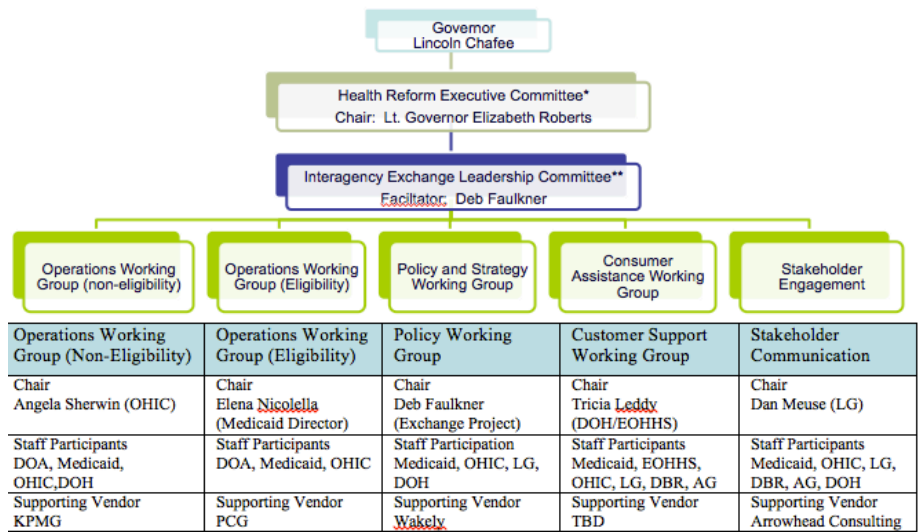 Governor
Lincoln Chafee
Health Reform Executive Committee*
Chair: Lt. Governor Elizabeth Roberts
Interagency Exchange Leadership Committee**
Faciltator: Deb Faulkner
Operations Working
Group (non-eligibility)
Operations Working
Group (Eligibility)
Policy and Strategy
Working Group
Consumer
Assistance Working
Group
Stakeholder
Engagement
Operations Working
Group (Non-Eligibility)
Operations Working
Group (Eligibility)
Policy Working
Group
Customer Support
Working Group
Stakeholder
Communication
Chair
Angela Sherwin (OHIC)
Chair
Elena Nicolella
(Medicaid Director)
Chair
Deb Faulkner
(Exchange Project)
Chair
Tricia Leddy
(DOH/EOHHS)
Chair
Dan Meuse (LG)
Staff Participants
DOA, Medicaid,
OHIC,DOH
Staff Participants
DOA, Medicaid, OHIC
Staff Participation
Medicaid, OHIC, LG,
DOH
Staff Participants
Medicaid, EOHHS,
OHIC, LG, DBR, AG
Staff Participants
Medicaid, OHIC, LG,
DBR, AG, DOH
Supporting Vendor
KPMG
Supporting Vendor
PCG
Supporting Vendor
Wakely
Supporting Vendor
TBD
Supporting Vendor
Arrowhead Consulting